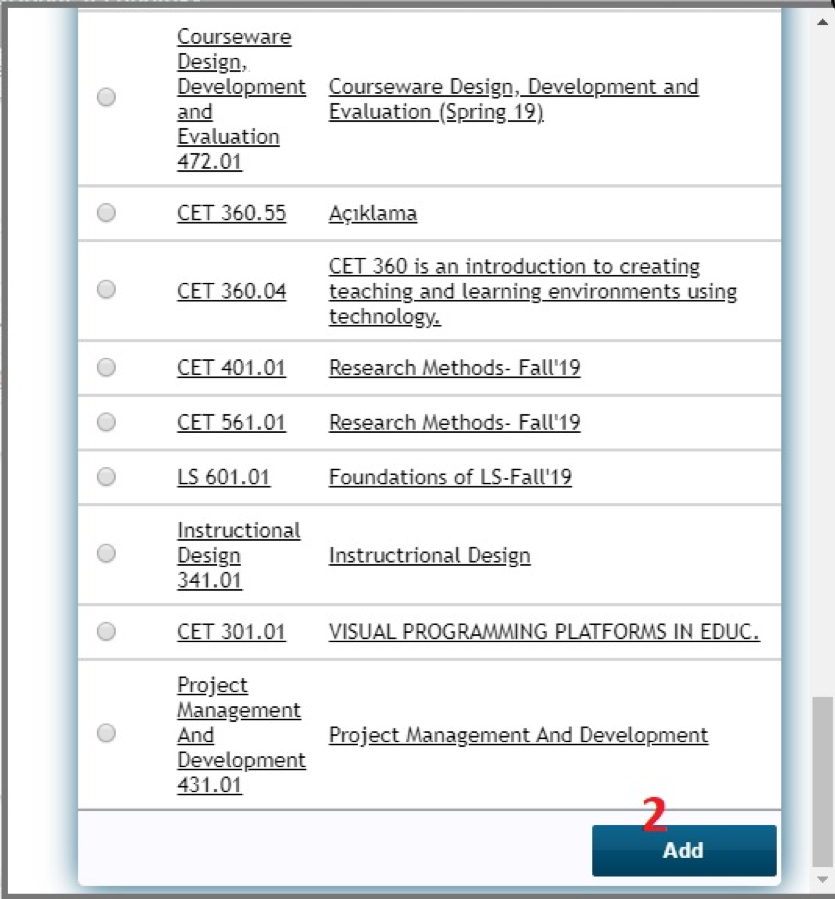 Courseware
Design,
Development
and
Evaluation
472.01
Courseware Design, Development and
Evaluation (Spring 19)
CET 360.55
Açıklama
CET 360.04
CET 360 is an introduction to creating
teaching and learning environments using
technology.
CET 401.01
Research Methods- Fall'19
CET 561.01
Research Methods- Fall'19
LS 601.01
Foundations of LS-Fall'19
Instructional
Design
341.01
Instructrional Design
CET 301.01
VISUAL PROGRAMMING PLATFORMS IN EDUC.
Project
Management
And
Development
431.01
Project Management And Development
2
Add